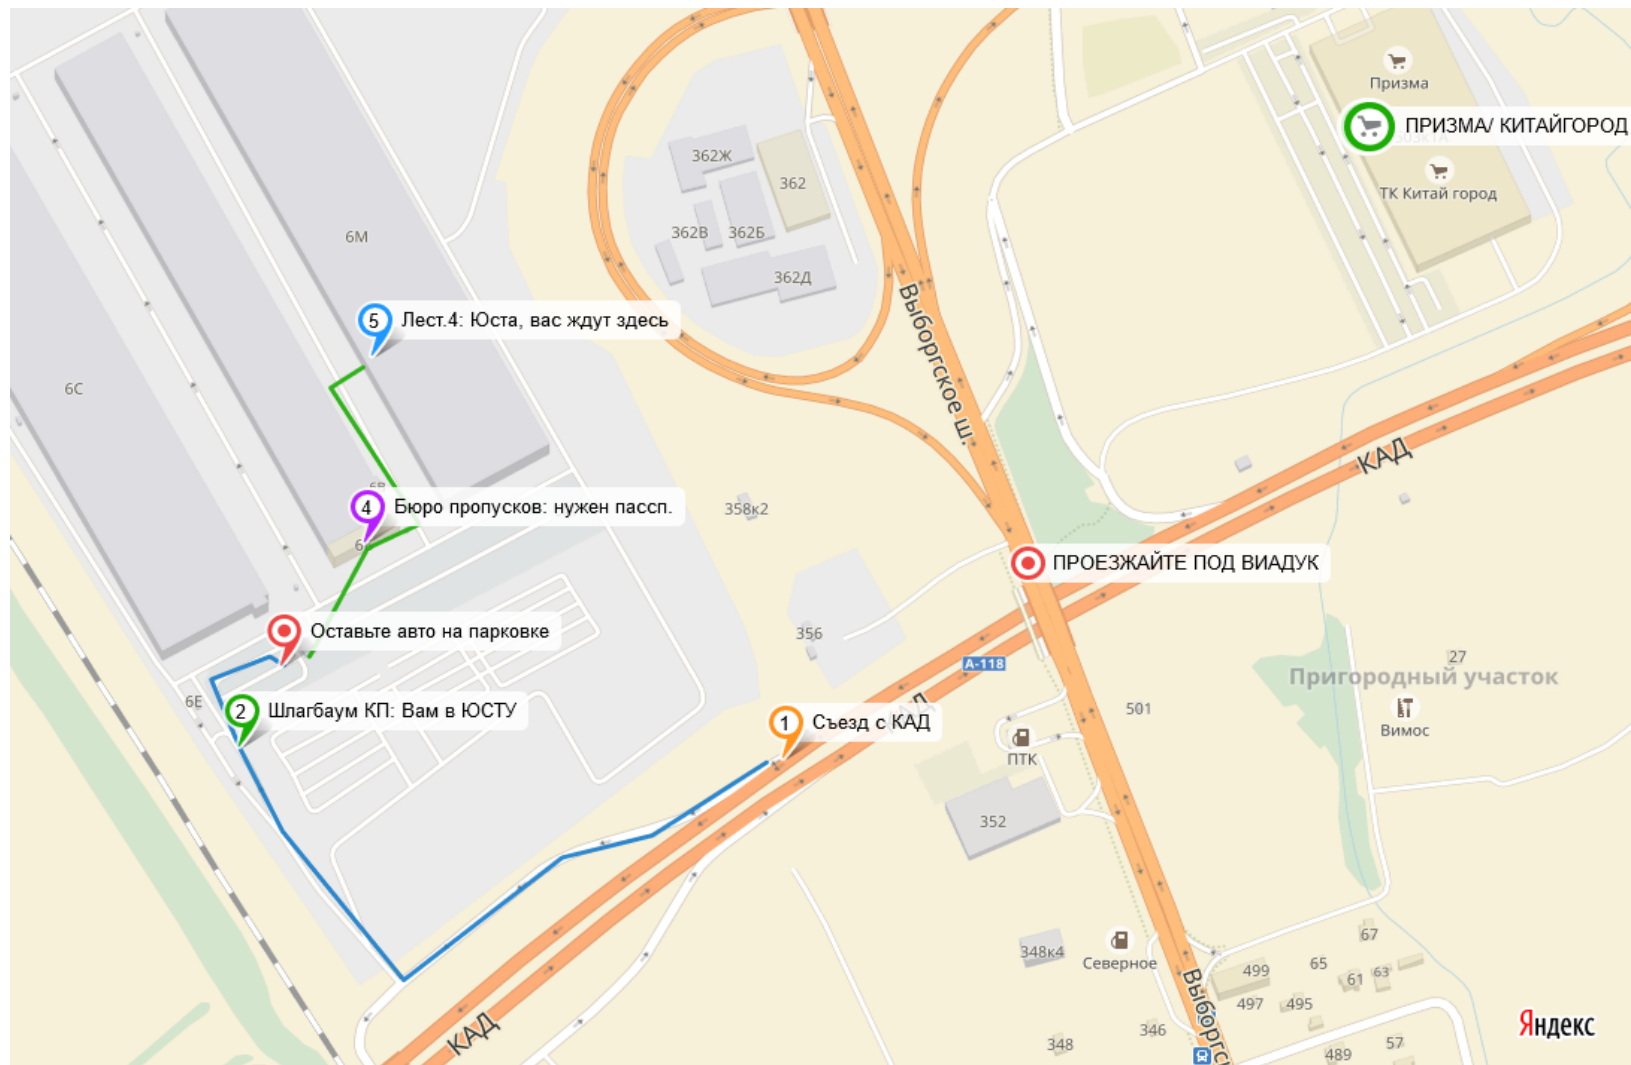 Призма
ПРИЗМА/ КИТАЙГОРОД
ТК Китай город
362Ж
362
362В
362Б
362Д
6М
6С
5
Лест.4: Юста, вас ждут здесь
Выборгское ш.
КАД
358к2
4
Бюро пропусков: нужен пассп.
ПРОЕЗЖАЙТЕ ПОД ВИАДУК
356
Оставьте авто на парковке
А-118
27
Пригородный участок
Вимос
6Е
2
Шлагбаум КП: Вам в ЮСТУ
1
Съезд с КАД
501
ПТК
352
67
348к4
Северное
499
65
61
63
497
495
КАД
346
348
57
489
Выборгс
Яндекс